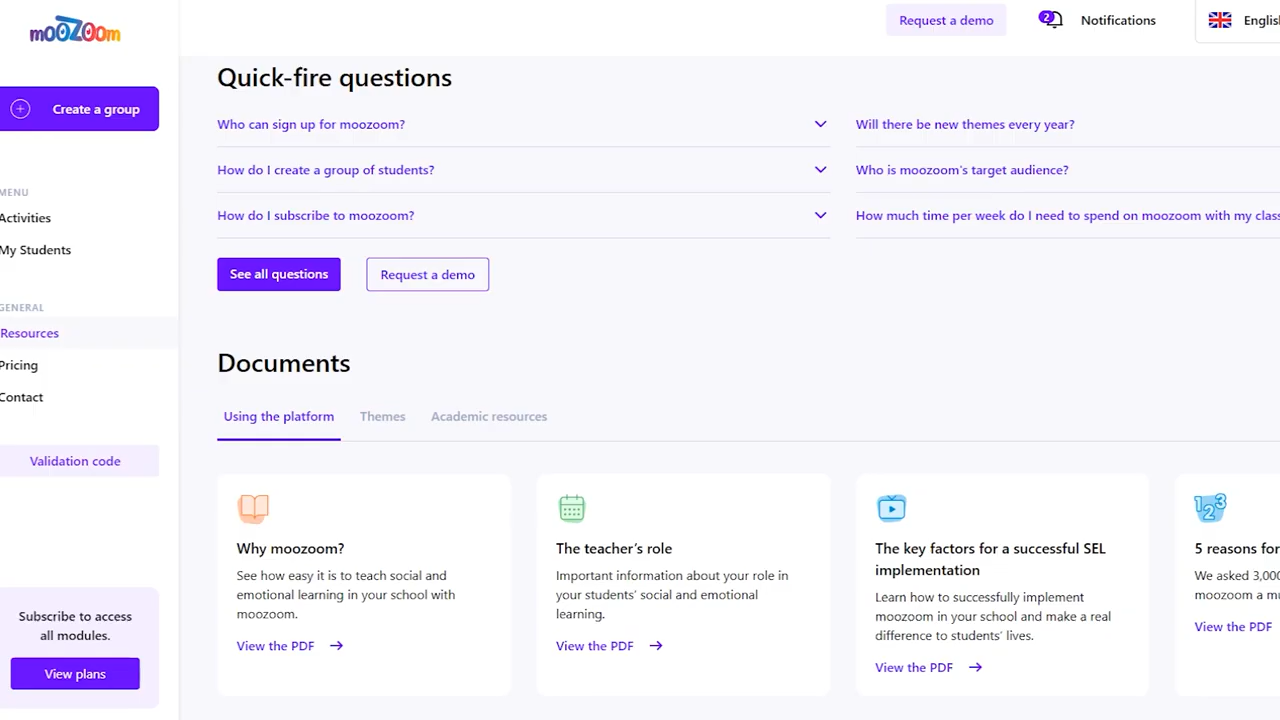 mooZoom
Request a demo
2
Notifications
English
Create a group
MENU
Activities
My Students
GENERAL
Resources
Pricing
Contact
Validation code
Subscribe to access
all modules.
View plans
Quick-fire questions
Who can sign up for moozoom?
Will there be new themes every year?
How do I create a group of students?
Who is moozoom's target audience?
How do I subscribe to moozoom?
How much time per week do I need to spend on moozoom with my class
See all questions
Request a demo
Documents
Using the platform
Themes
Academic resources
Why moozoom?
See how easy it is to teach social and
emotional learning in your school with
moozoom.
View the PDF
The teacher's role
Important information about your role in
your students' social and emotional
learning.
View the PDF
The key factors for a successful SEL
implementation
Learn how to successfully implement
moozoom in your school and make a real
difference to students' lives.
View the PDF
123
5 reasons for
We asked 3,000
moozoom a mu
View the PDF